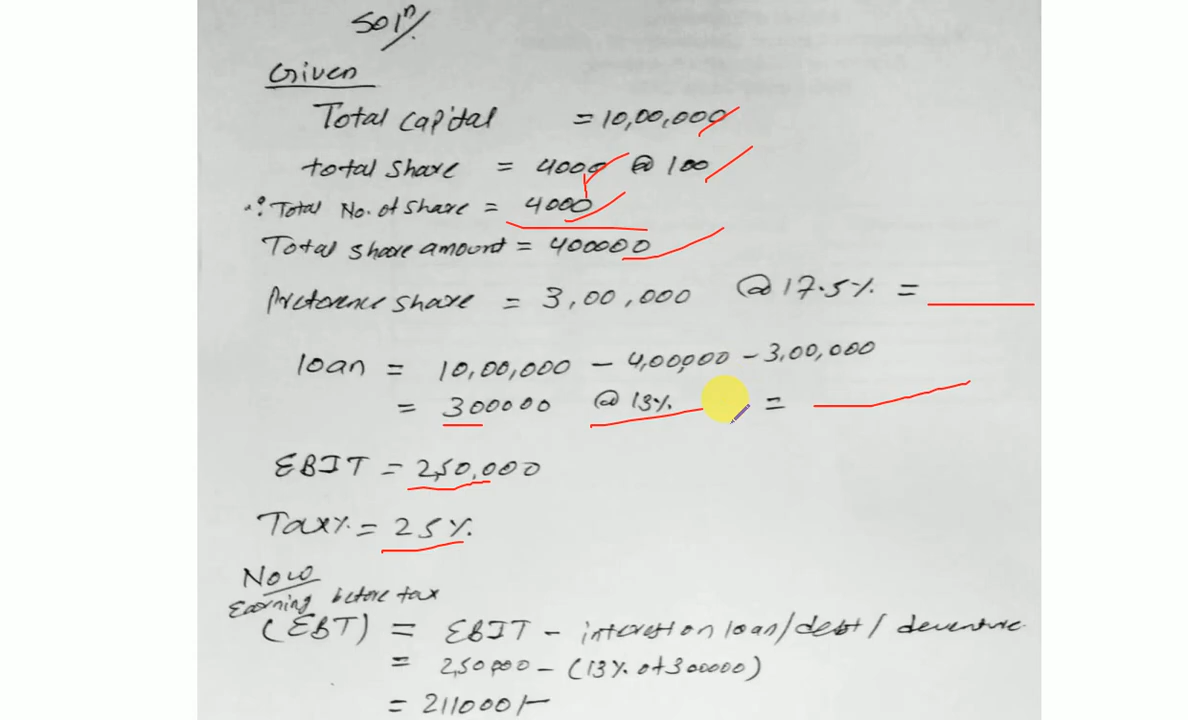 Solⁿ/
Given
Total Capital = 10,00,000
total share = 4000 @ 100
∴ Total No. of share = 4000
Total share amount = 400000
Preference share = 3,00,000 @ 17.5% =
loan = 10,00,000 - 4,00,000 - 3,00,000
= 300000 @ 13% =
EBIT = 2,50,000
Tax% = 25%
Now
Earning before tax
(EBT) = EBIT - interest on loan/debt/deventure
= 2,50,000 - (13% of 300000)
= 211000/-